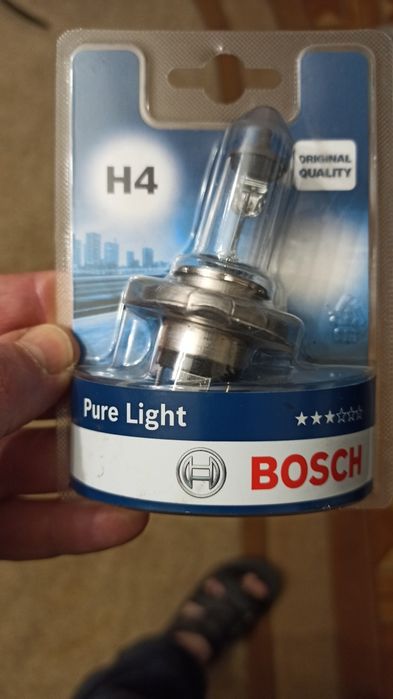 H4
ORIGINAL
QUALITY
Pure Light
BOSCH